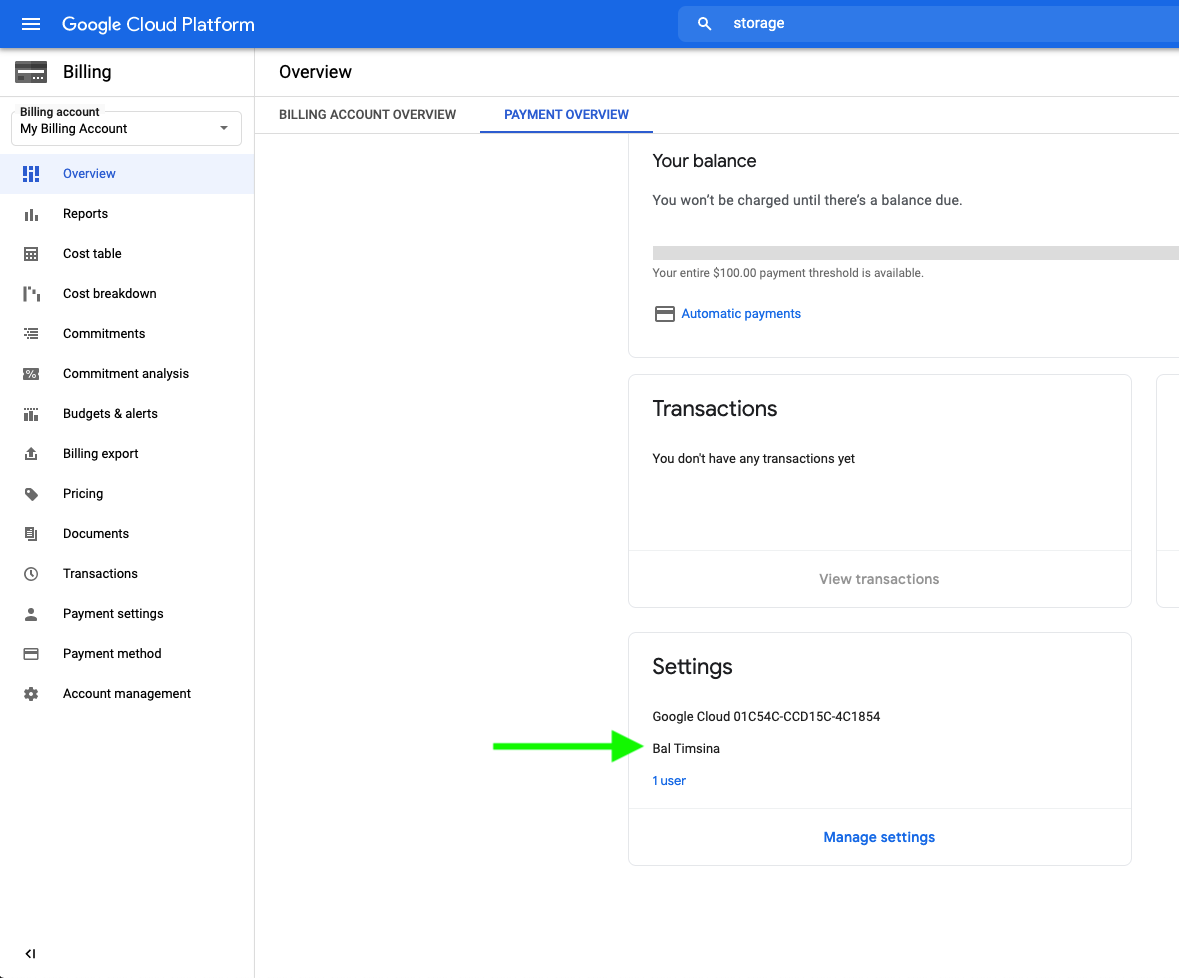 Google Cloud Platform
storage
Billing
Overview
Billing account
My Billing Account
BILLING ACCOUNT OVERVIEW
PAYMENT OVERVIEW
Overview
Reports
Cost table
Cost breakdown
Commitments
Commitment analysis
Budgets & alerts
Billing export
Pricing
Documents
Transactions
Payment settings
Payment method
Account management
Your balance
You won’t be charged until there’s a balance due.
Your entire $100.00 payment threshold is available.
Automatic payments
Transactions
You don't have any transactions yet
View transactions
Settings
Google Cloud 01C54C-CCD15C-4C1854
Bal Timsina
1 user
Manage settings